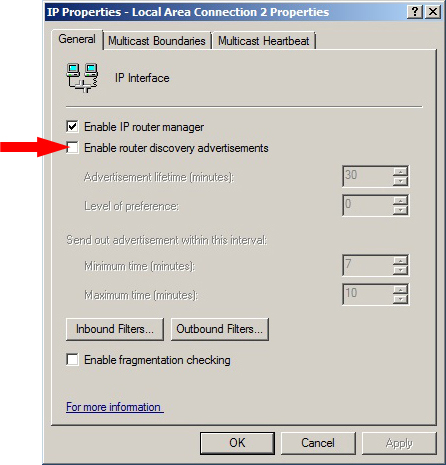 IP Properties - Local Area Connection 2 Properties
General Multicast Boundaries Multicast Heartbeat
IP Interface
Enable IP router manager
Enable router discovery advertisements
Advertisement lifetime (minutes): 30
Level of preference: 0
Send out advertisement within this interval:
Minimum time (minutes): 7
Maximum time (minutes): 10
Inbound Filters... Outbound Filters...
Enable fragmentation checking
For more information
OK Cancel Apply